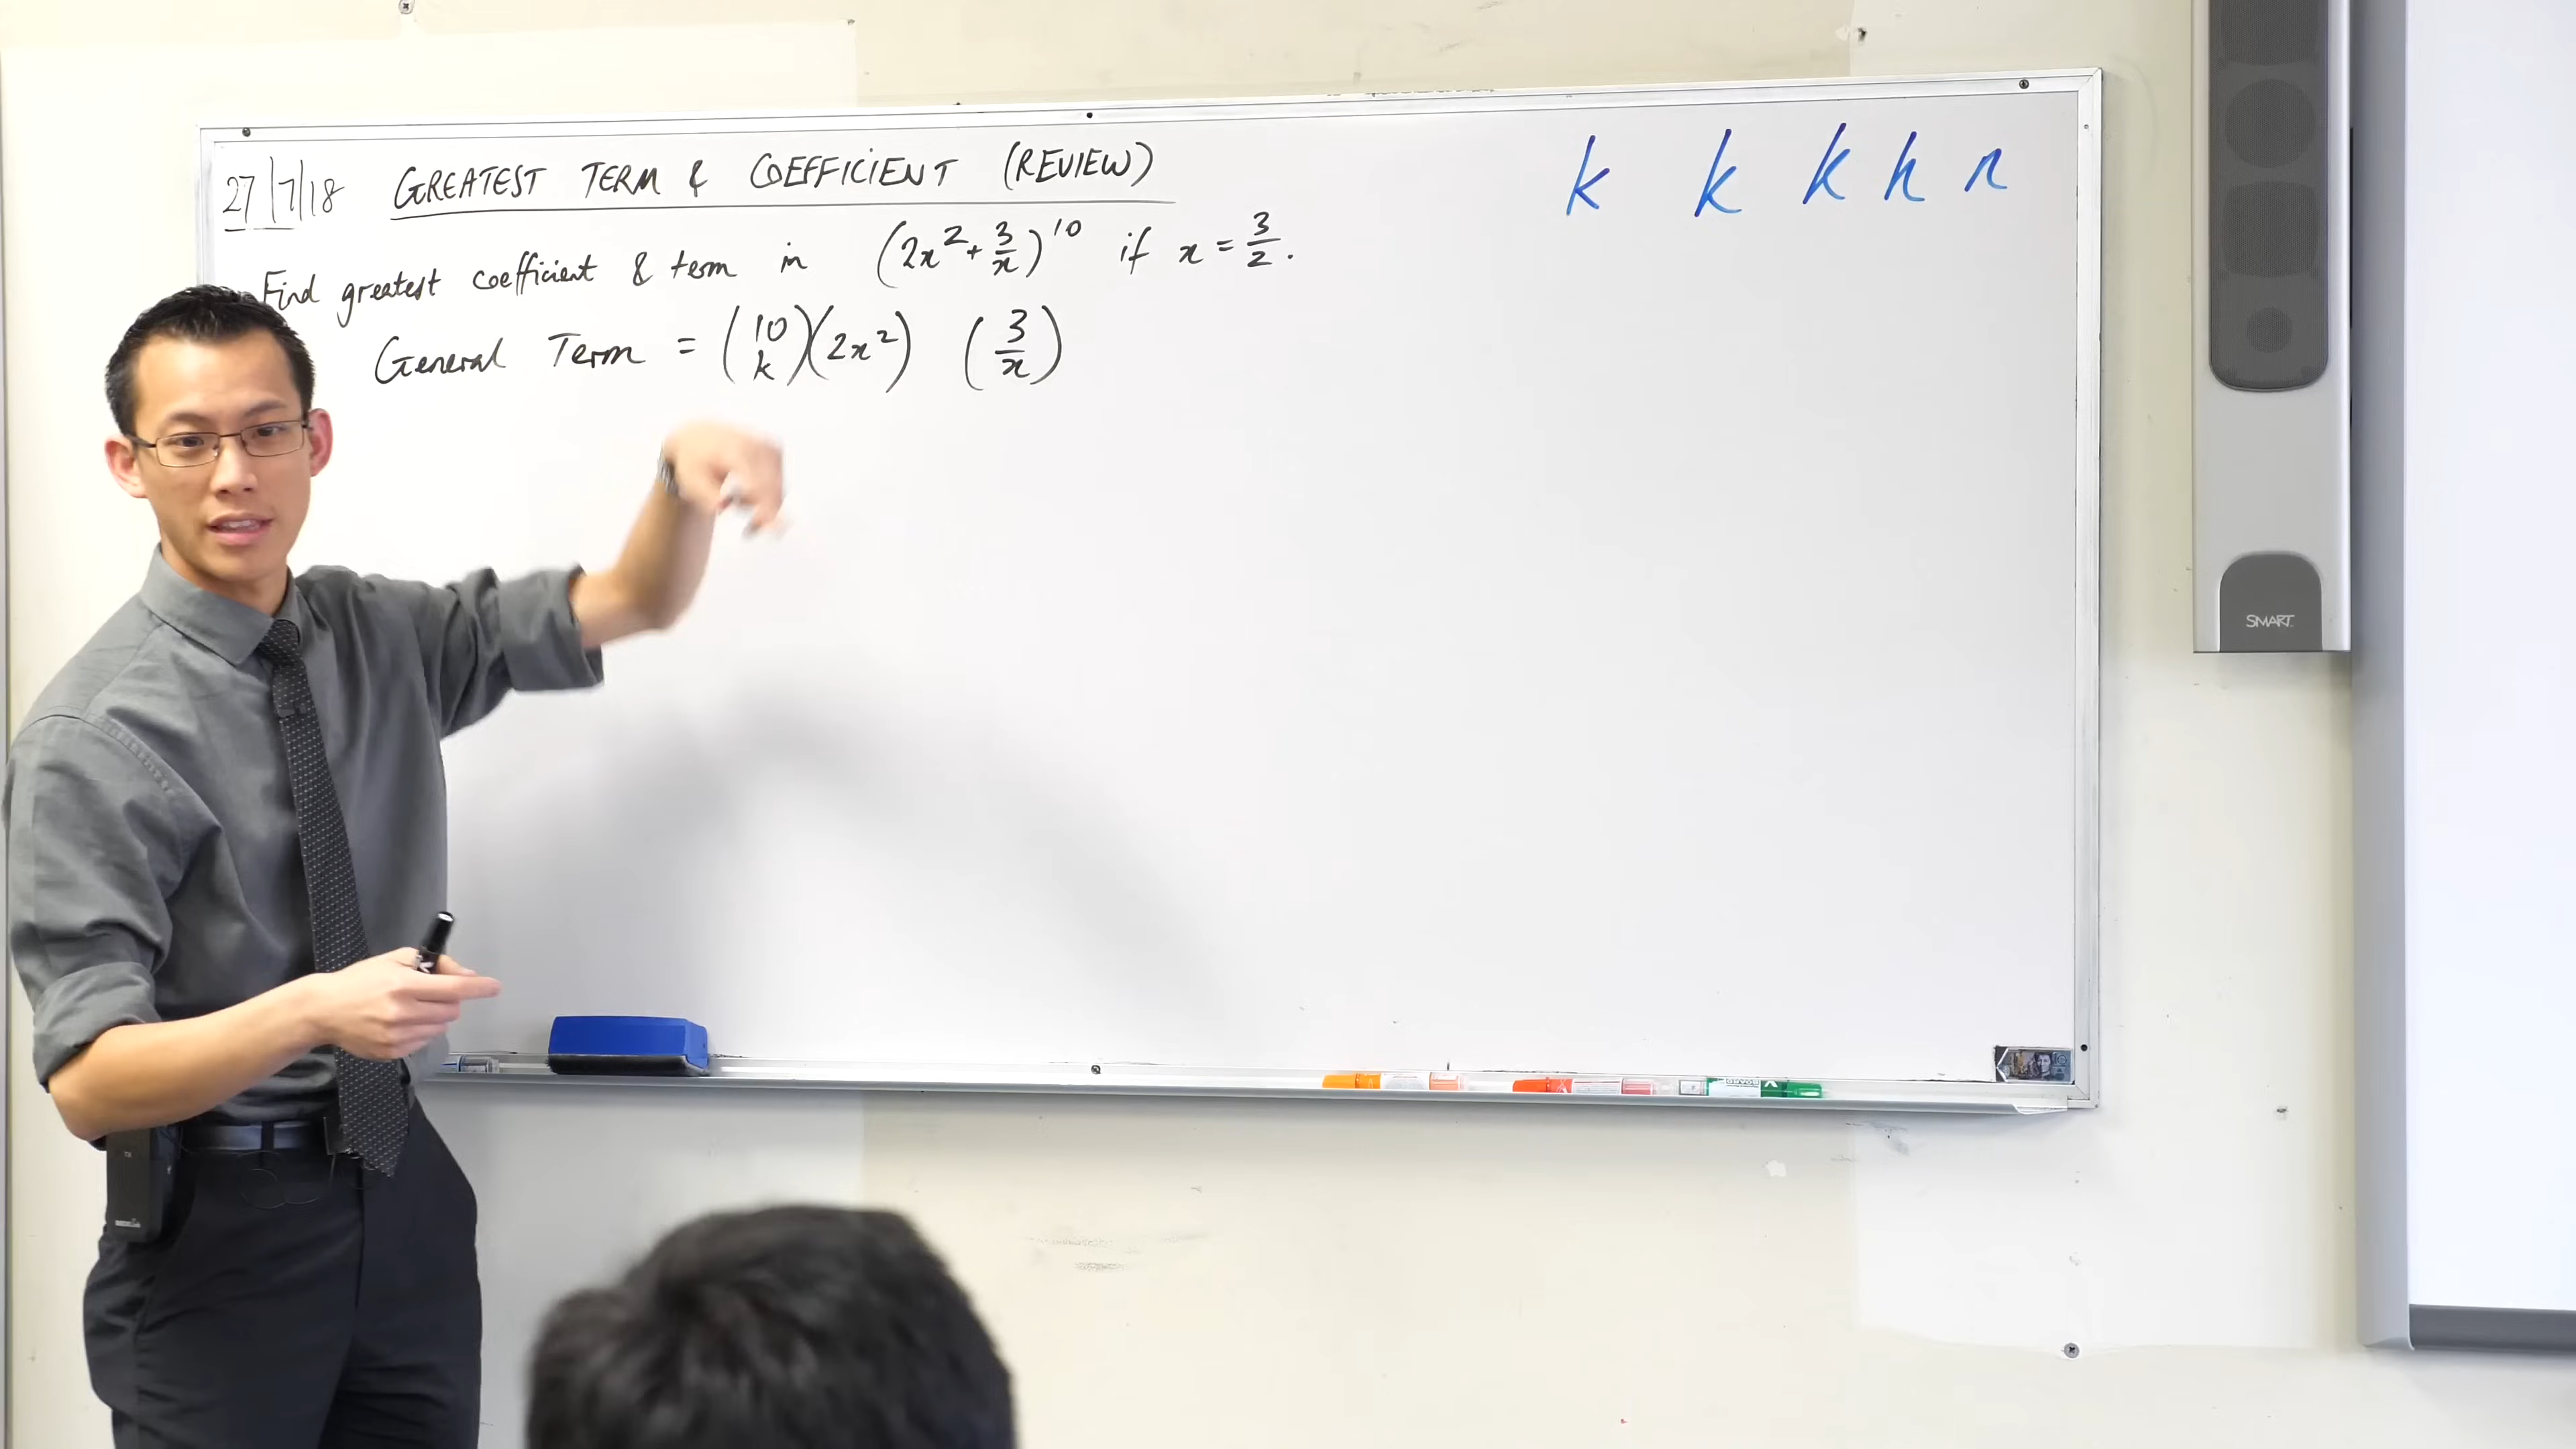 27/7/18 GREATEST TERM & COEFFICIENT (REVIEW)
k k k h n
Find greatest coefficient & term in (2x² + 3/x)¹⁰ if x = 3/2.
General Term = (10 k)(2x²) (3/x)
SMART